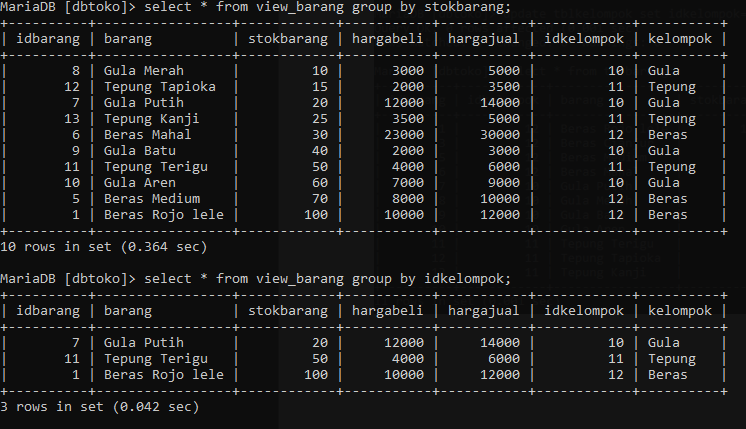 MariaDB [dbtoko]> select * from view_barang group by stokbarang;
+----------+------------------+------------+-----------+-----------+------------+----------+
| idbarang | barang           | stokbarang | hargabeli | hargajual | idkelompok | kelompok |
+----------+------------------+------------+-----------+-----------+------------+----------+
|        8 | Gula Merah       |         10 |      3000 |      5000 |         10 | Gula     |
|       12 | Tepung Tapioka   |         15 |      2000 |      3500 |         11 | Tepung   |
|        7 | Gula Putih       |         20 |     12000 |     14000 |         10 | Gula     |
|       13 | Tepung Kanji     |         25 |      3500 |      5000 |         11 | Tepung   |
|        6 | Beras Mahal      |         30 |     23000 |     30000 |         12 | Beras    |
|        9 | Gula Batu        |         40 |      2000 |      3000 |         10 | Gula     |
|       11 | Tepung Terigu    |         50 |      4000 |      6000 |         11 | Tepung   |
|       10 | Gula Aren        |         60 |      7000 |      9000 |         10 | Gula     |
|        5 | Beras Medium     |         70 |      8000 |     10000 |         12 | Beras    |
|        1 | Beras Rojo lele  |        100 |     10000 |     12000 |         12 | Beras    |
+----------+------------------+------------+-----------+-----------+------------+----------+
10 rows in set (0.364 sec)
MariaDB [dbtoko]> select * from view_barang group by idkelompok;
+----------+------------------+------------+-----------+-----------+------------+----------+
| idbarang | barang           | stokbarang | hargabeli | hargajual | idkelompok | kelompok |
+----------+------------------+------------+-----------+-----------+------------+----------+
|        7 | Gula Putih       |         20 |     12000 |     14000 |         10 | Gula     |
|       11 | Tepung Terigu    |         50 |      4000 |      6000 |         11 | Tepung   |
|        1 | Beras Rojo lele  |        100 |     10000 |     12000 |         12 | Beras    |
+----------+------------------+------------+-----------+-----------+------------+----------+
3 rows in set (0.042 sec)